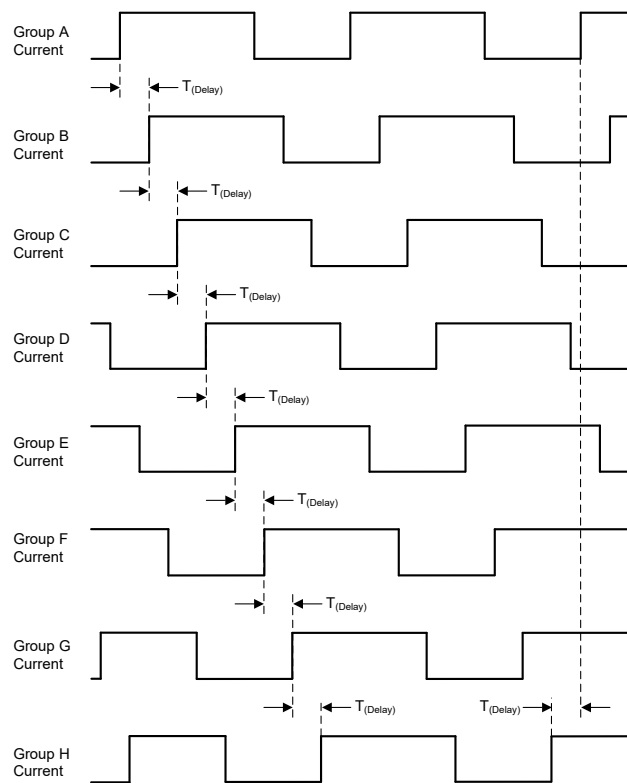 Group A
Current
T(Delay)
Group B
Current
T(Delay)
Group C
Current
T(Delay)
Group D
Current
T(Delay)
Group E
Current
T(Delay)
Group F
Current
T(Delay)
Group G
Current
T(Delay) T(Delay)
Group H
Current